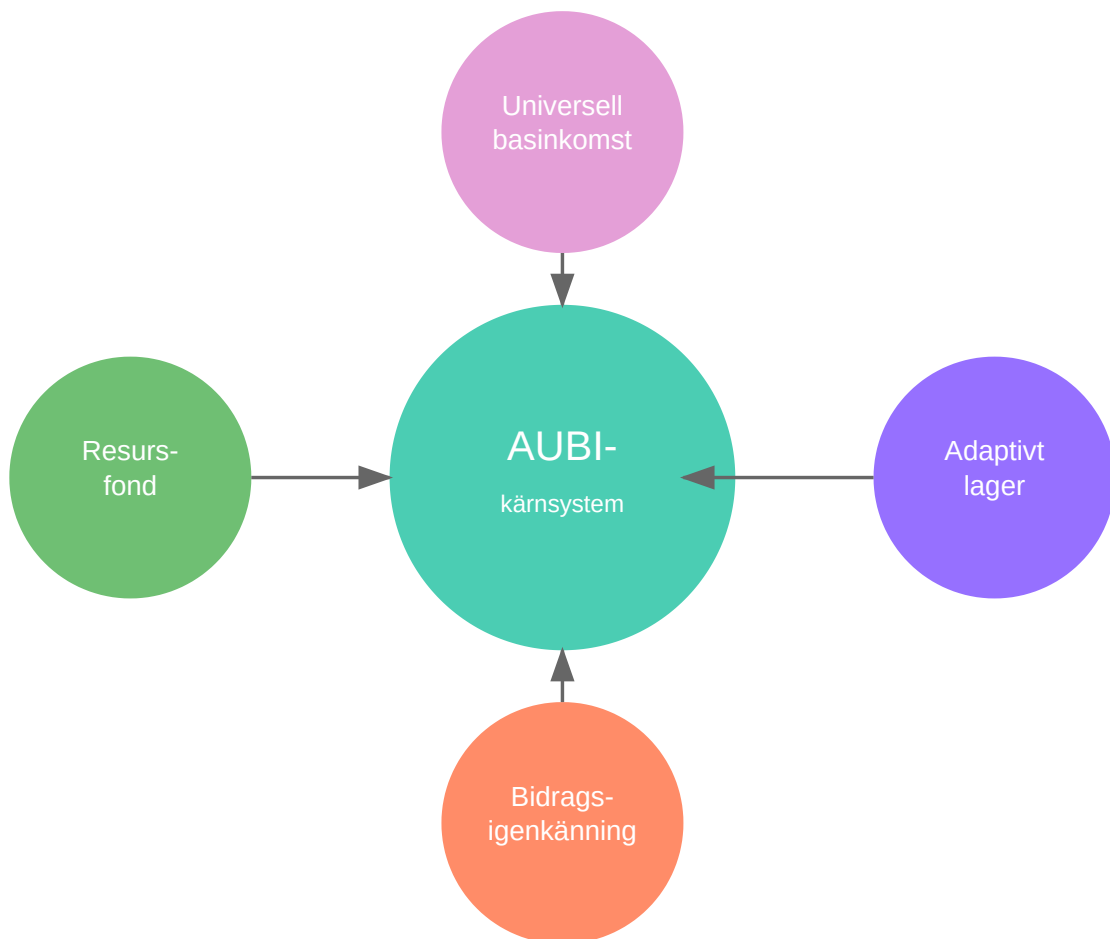 Universell
basinkomst
Resurs-
fond
AUBI-
kärnsystem
Adaptivt
lager
Bidrags-
igenkänning